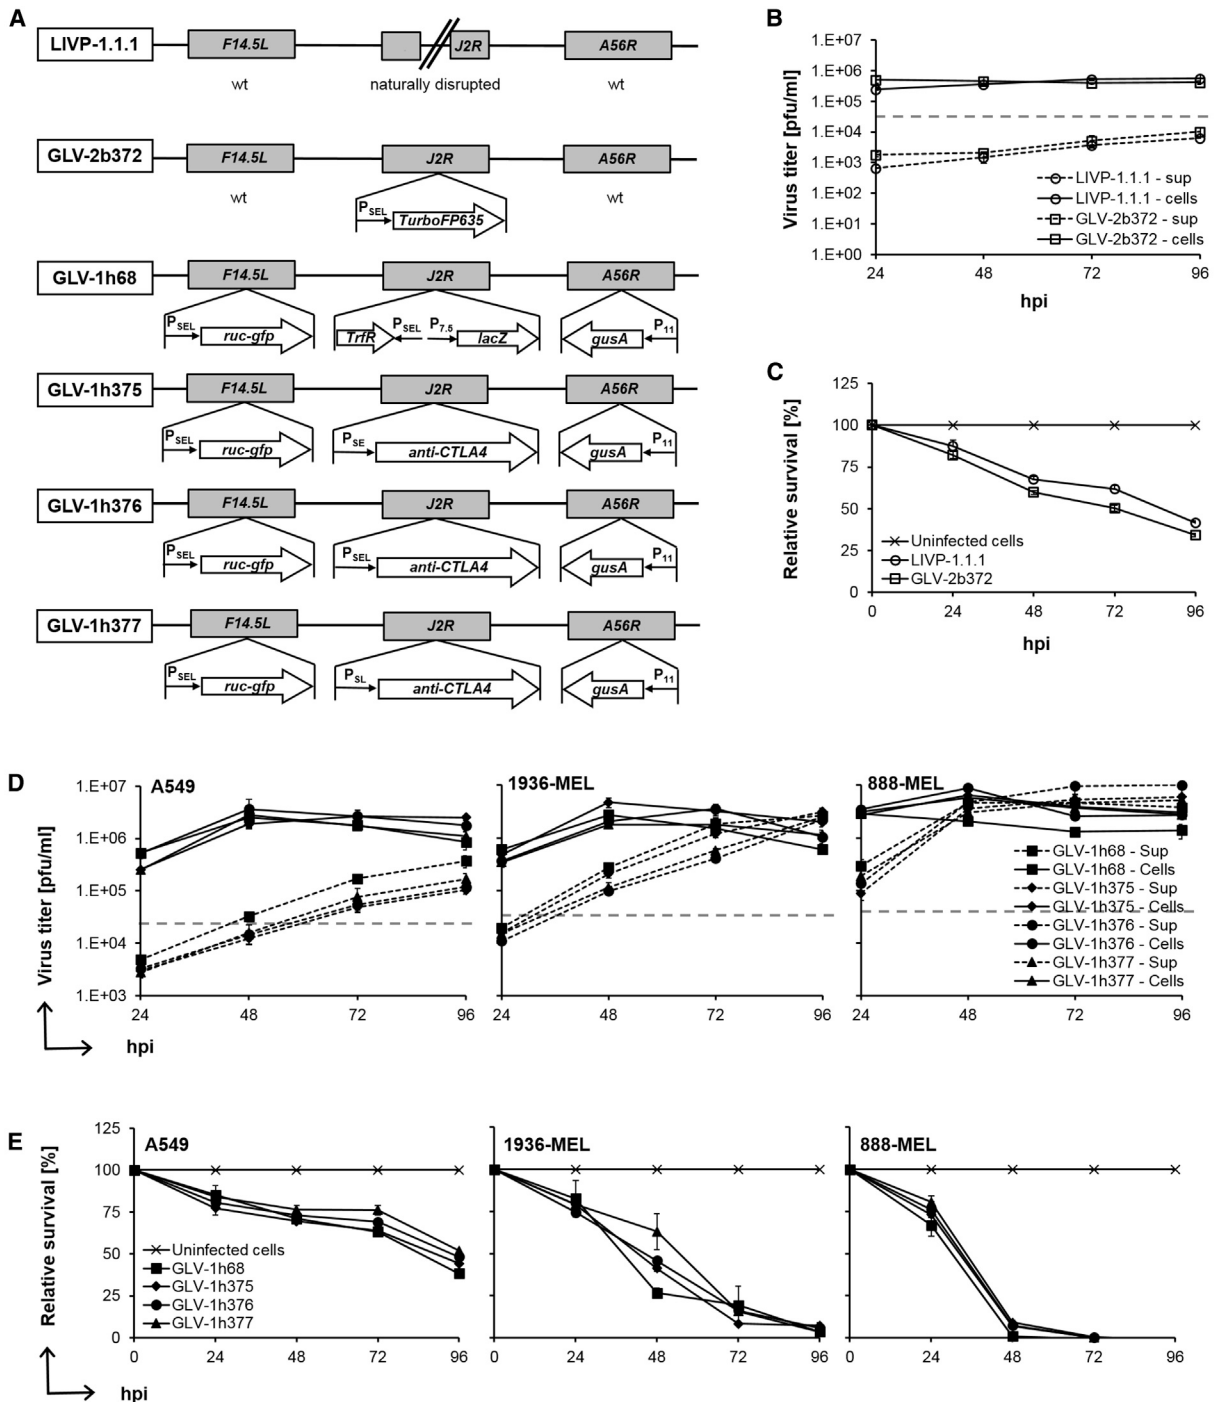 A
LIVP-1.1.1
F14.5L
J2R
A56R
wt
naturally disrupted
wt
GLV-2b372
F14.5L
J2R
A56R
wt
wt
PSEL
TurboFP635
GLV-1h68
F14.5L
J2R
A56R
PSEL
ruc-gfp
TrfR
PSEL
P7.5
lacZ
gusA
P11
GLV-1h375
F14.5L
J2R
A56R
PSEL
ruc-gfp
PSE
anti-CTLA4
gusA
P11
GLV-1h376
F14.5L
J2R
A56R
PSEL
ruc-gfp
PSEL
anti-CTLA4
gusA
P11
GLV-1h377
F14.5L
J2R
A56R
PSEL
ruc-gfp
PSL
anti-CTLA4
gusA
P11
B
Virus titer [pfu/ml]
1.E+07
1.E+06
1.E+05
1.E+04
1.E+03
1.E+02
1.E+01
1.E+00
LIVP-1.1.1 - sup
LIVP-1.1.1 - cells
GLV-2b372 - sup
GLV-2b372 - cells
24 48 72 96
hpi
C
Relative survival [%]
125
100
75
50
25
0
Uninfected cells
LIVP-1.1.1
GLV-2b372
0 24 48 72 96
hpi
D
Virus titer [pfu/ml]
1.E+07
1.E+06
1.E+05
1.E+04
1.E+03
A549
24 48 72 96
hpi
1936-MEL
24 48 72 96
888-MEL
GLV-1h68 - Sup
GLV-1h68 - Cells
GLV-1h375 - Sup
GLV-1h375 - Cells
GLV-1h376 - Sup
GLV-1h376 - Cells
GLV-1h377 - Sup
GLV-1h377 - Cells
24 48 72 96
E
Relative survival [%]
125
100
75
50
25
0
A549
Uninfected cells
GLV-1h68
GLV-1h375
GLV-1h376
GLV-1h377
0 24 48 72 96
hpi
1936-MEL
0 24 48 72 96
888-MEL
0 24 48 72 96